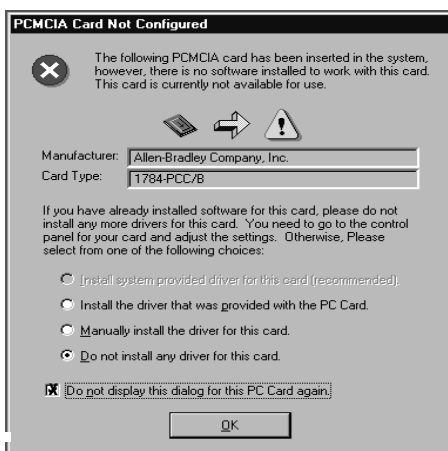 PCMCIA Card Not Configured
The following PCMCIA card has been inserted in the system,
however, there is no software installed to work with this card.
This card is currently not available for use.
Manufacturer: Allen-Bradley Company, Inc.
Card Type: 1784-PCC/B
If you have already installed software for this card, please do not
install any more drivers for this card. You need to go to the control
panel for your card and adjust the settings. Otherwise, Please
select from one of the following choices:
Install system provided driver for this card (recommended).
Install the driver that was provided with the PC Card.
Manually install the driver for this card.
Do not install any driver for this card.
Do not display this dialog for this PC Card again.
OK